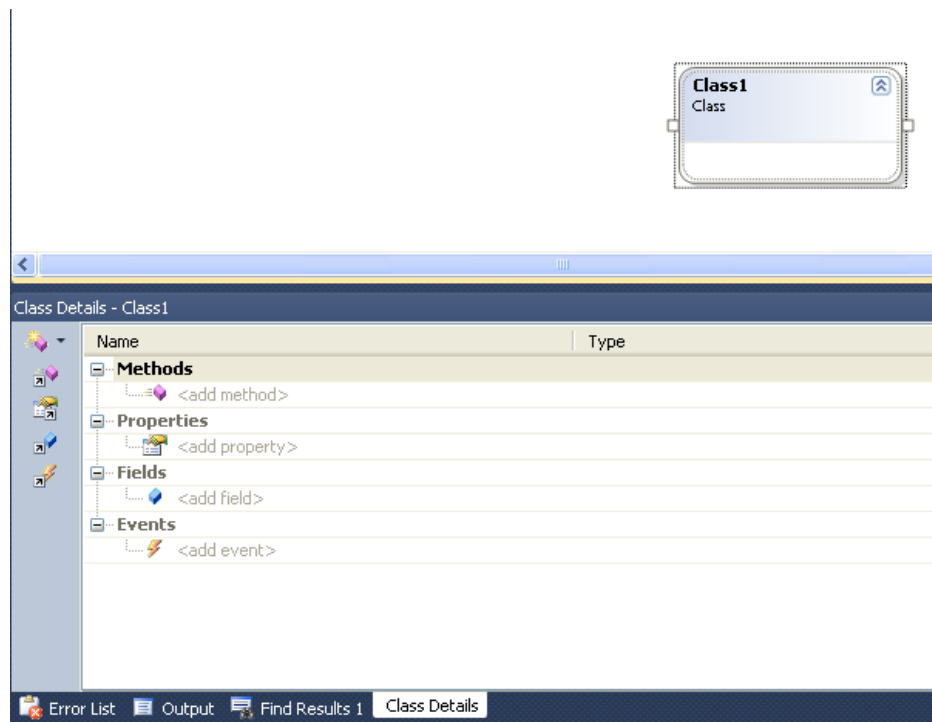 Class1
Class
Class Details - Class1
Name Type
Methods
<add method>
Properties
<add property>
Fields
<add field>
Events
<add event>
Error List Output Find Results 1 Class Details